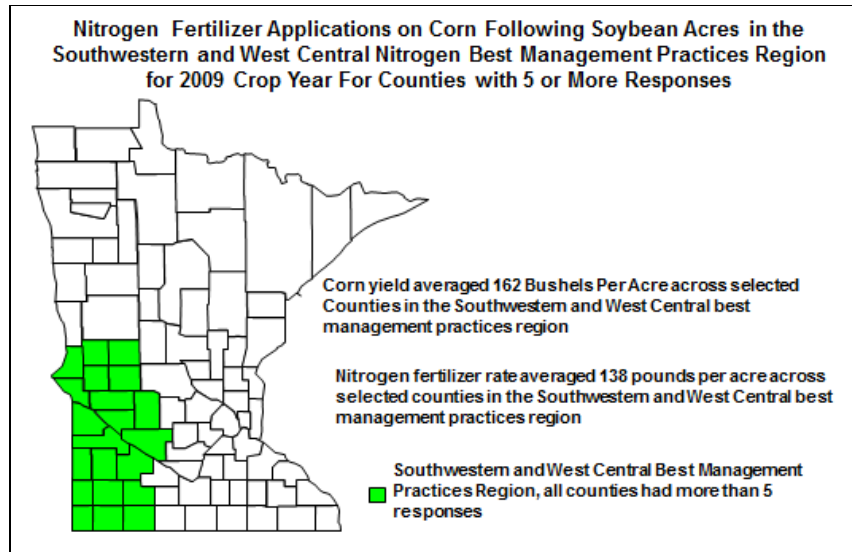 Nitrogen Fertilizer Applications on Corn Following Soybean Acres in the
Southwestern and West Central Nitrogen Best Management Practices Region
for 2009 Crop Year For Counties with 5 or More Responses
Corn yield averaged 162 Bushels Per Acre across selected
Counties in the Southwestern and West Central best
management practices region
Nitrogen fertilizer rate averaged 138 pounds per acre across
selected counties in the Southwestern and West Central best
management practices region
Southwestern and West Central Best Management
Practices Region, all counties had more than 5
responses